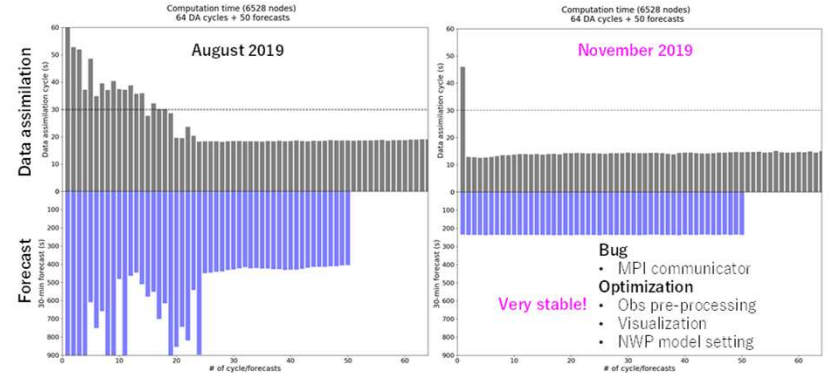 Computation time (6528 nodes)
64 DA cycles + 50 forecasts
August 2019
Data assimilation
Data assimilation cycle (s)
60
50
40
30
20
10
0
Forecast
30-min forecast (s)
100
200
300
400
500
600
700
800
900
0
10
20
30
40
50
60
# of cycle/forecasts
Computation time (6528 nodes)
64 DA cycles + 50 forecasts
November 2019
Data assimilation cycle (s)
60
50
40
30
20
10
0
30-min forecast (s)
100
200
300
400
500
600
700
800
900
10
20
30
40
50
60
# of cycle/forecasts
Very stable!
Bug
• MPI communicator
Optimization
• Obs pre-processing
• Visualization
• NWP model setting